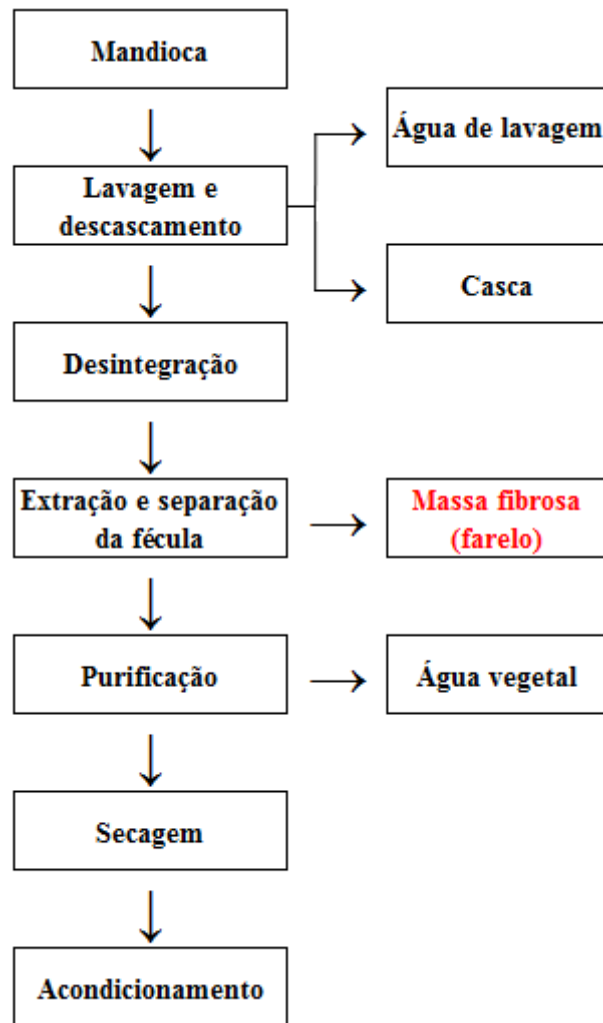 Mandioca
Água de lavagem
Lavagem e
descascamento
Casca
Desintegração
Extração e separação
da fécula
Massa fibrosa
(farelo)
Purificação
Água vegetal
Secagem
Acondicionamento